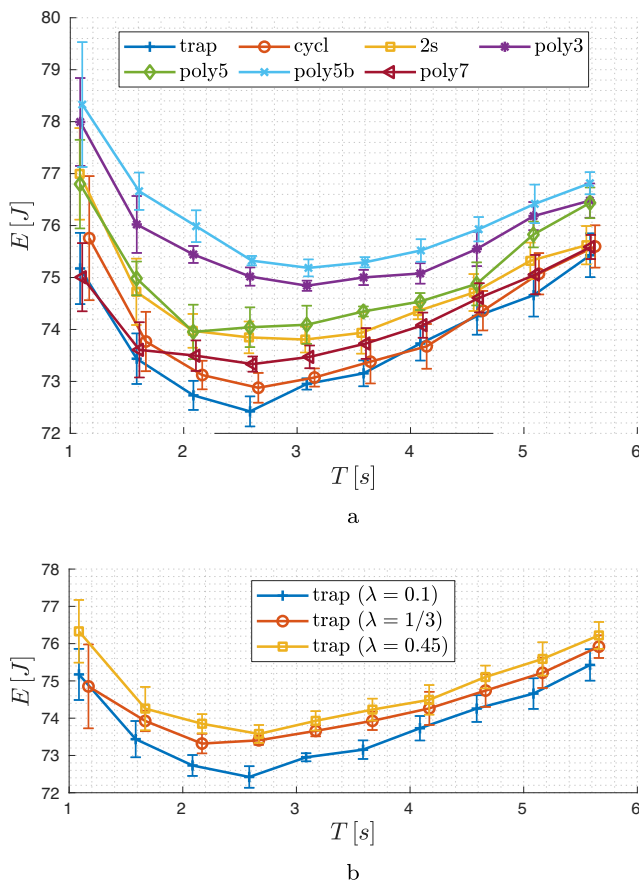 80
79
78
77
76
75
74
73
72
E [J]
trap cycl 2s poly3
poly5 poly5b poly7
1 2 3 4 5 6
T [s]
a
78
77
76
75
74
73
72
E [J]
trap (λ = 0.1)
trap (λ = 1/3)
trap (λ = 0.45)
1 2 3 4 5 6
T [s]
b